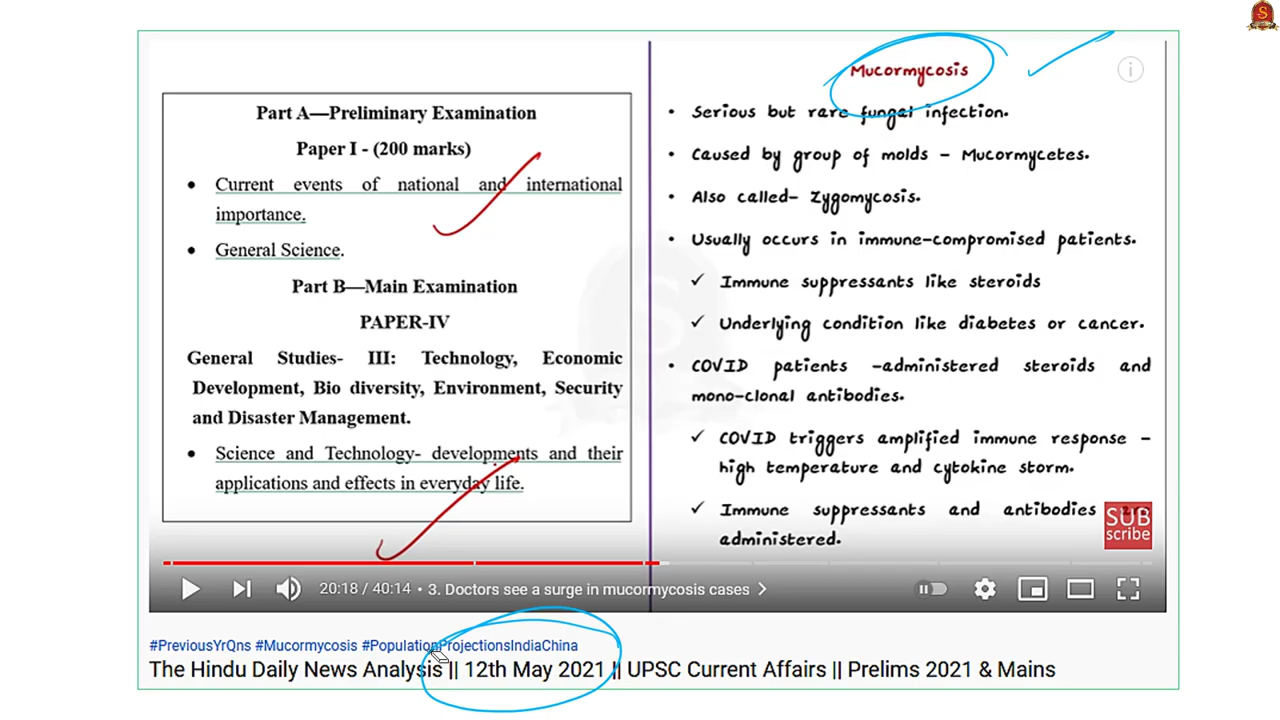 Part A—Preliminary Examination
Paper I - (200 marks)
• Current events of national and international
importance.
• General Science.
Part B—Main Examination
PAPER-IV
General Studies- III: Technology, Economic
Development, Bio diversity, Environment, Security
and Disaster Management.
• Science and Technology- developments and their
applications and effects in everyday life.
Mucormycosis
• Serious but rare fungal infection.
• Caused by group of molds - Mucormycetes.
• Also called- Zygomycosis.
• Usually occurs in immune-compromised patients.
✓ Immune suppressants like steroids
✓ Underlying condition like diabetes or cancer.
• COVID patients -administered steroids and
mono-clonal antibodies.
✓ COVID triggers amplified immune response -
high temperature and cytokine storm.
✓ Immune suppressants and antibodies
administered.
SUB
scribe
20:18 / 40:14 • 3. Doctors see a surge in mucormycosis cases
#PreviousYrQns #Mucormycosis #PopulationProjectionsIndiaChina
The Hindu Daily News Analysis || 12th May 2021 || UPSC Current Affairs || Prelims 2021 & Mains